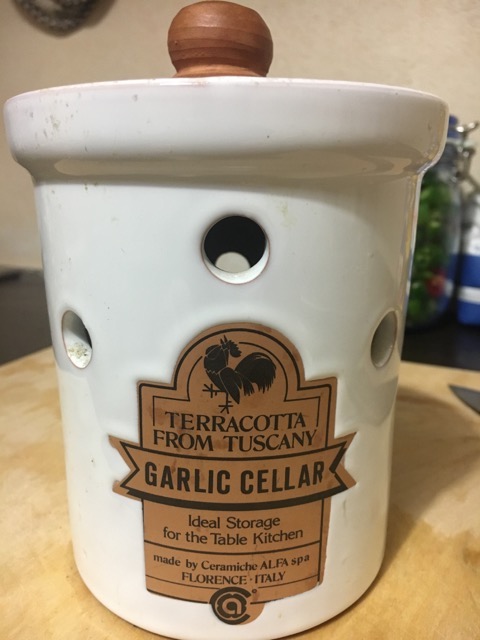 TERRACOTTA
FROM TUSCANY
GARLIC CELLAR
Ideal Storage
for the Table Kitchen
made by Ceramiche ALFA spa
FLORENCE · ITALY